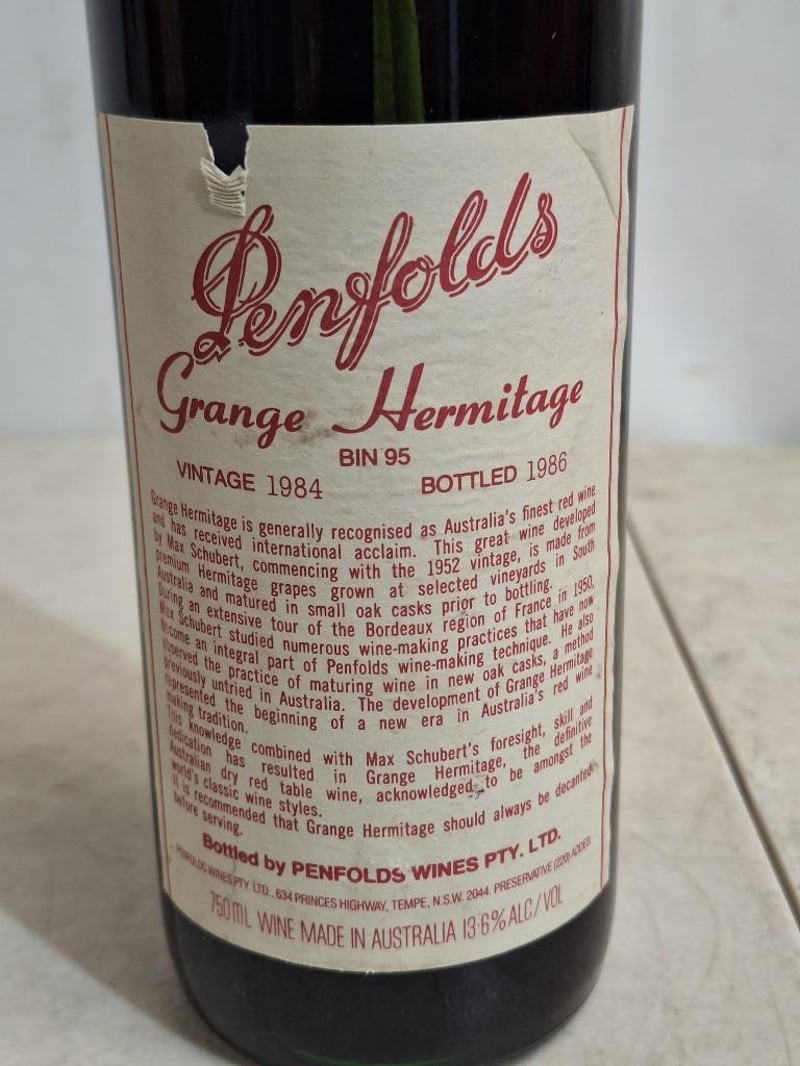 Penfolds
Grange Hermitage
BIN 95
VINTAGE 1984 BOTTLED 1986
Grange Hermitage is generally recognised as Australia's finest red wine
and has received international acclaim. This great wine developed
by Max Schubert, commencing with the 1952 vintage, is made from
premium Hermitage grapes grown at selected vineyards in South
Australia and matured in small oak casks prior to bottling.
During an extensive tour of the Bordeaux region of France in 1950,
Max Schubert studied numerous wine-making practices that have now
become an integral part of Penfolds wine-making technique. He also
observed the practice of maturing wine in new oak casks, a method
previously untried in Australia. The development of Grange Hermitage
represented the beginning of a new era in Australia's red wine
making tradition.
This knowledge combined with Max Schubert's foresight, skill and
dedication has resulted in Grange Hermitage, the definitive
Australian dry red table wine, acknowledged to be amongst the
world's classic wine styles.
It is recommended that Grange Hermitage should always be decanted
before serving.
Bottled by PENFOLDS WINES PTY. LTD.
PENFOLDS WINES PTY. LTD., 634 PRINCES HIGHWAY, TEMPE, N.S.W. 2044. PRESERVATIVE (220) ADDED
750ML WINE MADE IN AUSTRALIA 13·6% ALC/VOL